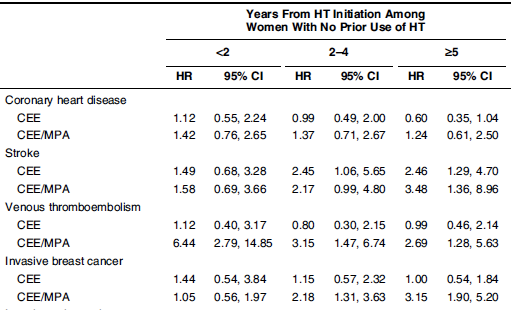 Years From HT Initiation Among
Women With No Prior Use of HT
<2 2–4 ≥5
HR 95% CI HR 95% CI HR 95% CI
Coronary heart disease
CEE 1.12 0.55, 2.24 0.99 0.49, 2.00 0.60 0.35, 1.04
CEE/MPA 1.42 0.76, 2.65 1.37 0.71, 2.67 1.24 0.61, 2.50
Stroke
CEE 1.49 0.68, 3.28 2.45 1.06, 5.65 2.46 1.29, 4.70
CEE/MPA 1.58 0.69, 3.66 2.17 0.99, 4.80 3.48 1.36, 8.96
Venous thromboembolism
CEE 1.12 0.40, 3.17 0.80 0.30, 2.15 0.99 0.46, 2.14
CEE/MPA 6.44 2.79, 14.85 3.15 1.47, 6.74 2.69 1.28, 5.63
Invasive breast cancer
CEE 1.44 0.54, 3.84 1.15 0.57, 2.32 1.00 0.54, 1.84
CEE/MPA 1.05 0.56, 1.97 2.18 1.31, 3.63 3.15 1.90, 5.20